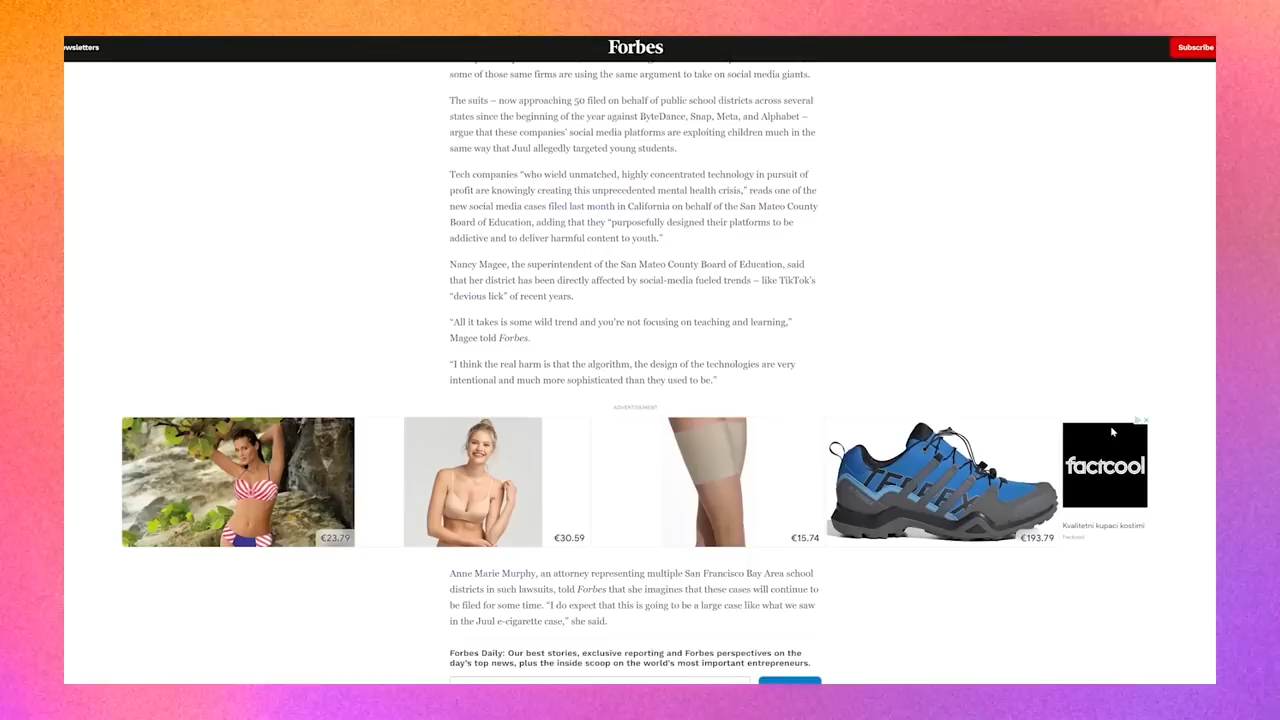 ewsletters
Forbes
Subscribe
some of those same firms are using the same argument to take on social media giants.
The suits – now approaching 50 filed on behalf of public school districts across several
states since the beginning of the year against ByteDance, Snap, Meta, and Alphabet –
argue that these companies’ social media platforms are exploiting children much in the
same way that Juul allegedly targeted young students.
Tech companies “who wield unmatched, highly concentrated technology in pursuit of
profit are knowingly creating this unprecedented mental health crisis,” reads one of the
new social media cases filed last month in California on behalf of the San Mateo County
Board of Education, adding that they “purposefully designed their platforms to be
addictive and to deliver harmful content to youth.”
Nancy Magee, the superintendent of the San Mateo County Board of Education, said
that her district has been directly affected by social-media fueled trends – like TikTok’s
“devious lick” of recent years.
“All it takes is some wild trend and you’re not focusing on teaching and learning,”
Magee told Forbes.
“I think the real harm is that the algorithm, the design of the technologies are very
intentional and much more sophisticated than they used to be.”
ADVERTISEMENT
€23.79
€30.59
€15.74
€193.79
factcool
Kvalitetni kupaci kostimi
Factcool
Anne Marie Murphy, an attorney representing multiple San Francisco Bay Area school
districts in such lawsuits, told Forbes that she imagines that these cases will continue to
be filed for some time. “I do expect that this is going to be a large case like what we saw
in the Juul e-cigarette case,” she said.
Forbes Daily: Our best stories, exclusive reporting and Forbes perspectives on the
day’s top news, plus the inside scoop on the world’s most important entrepreneurs.